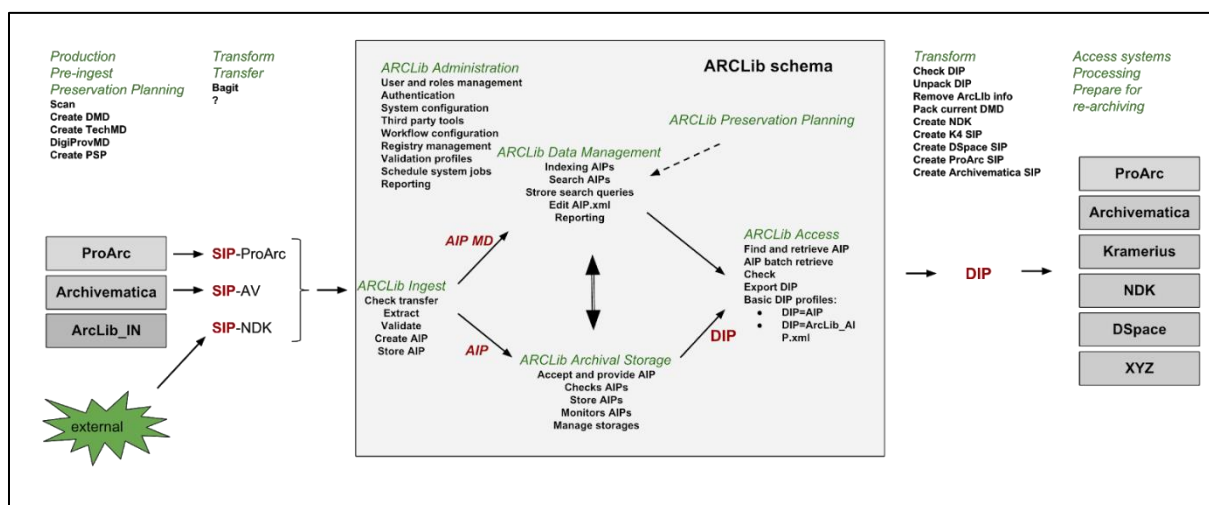 Production
Pre-ingest
Preservation Planning
Scan
Create DMD
Create TechMD
DigiProvMD
Create PSP
Transform
Transfer
Bagit
?
ProArc
Archivematica
ArcLib_IN
external
SIP-ProArc
SIP-AV
SIP-NDK
ARCLib schema
ARCLib Administration
User and roles management
Authentication
System configuration
Third party tools
Workflow configuration
Registry management
Validation profiles
Schedule system jobs
Reporting
ARCLib Preservation Planning
ARCLib Data Management
Indexing AIPs
Search AIPs
Strore search queries
Edit AIP.xml
Reporting
AIP MD
ARCLib Ingest
Check transfer
Extract
Validate
Create AIP
Store AIP
AIP
ARCLib Archival Storage
Accept and provide AIP
Checks AIPs
Store AIPs
Monitors AIPs
Manage storages
ARCLib Access
Find and retrieve AIP
AIP batch retrieve
Check
Export DIP
Basic DIP profiles:
● DIP=AIP
● DIP=ArcLib_AI
P.xml
DIP
Transform
Check DIP
Unpack DIP
Remove ArcLIb info
Pack current DMD
Create NDK
Create K4 SIP
Create DSpace SIP
Create ProArc SIP
Create Archivematica SIP
DIP
Access systems
Processing
Prepare for
re-archiving
ProArc
Archivematica
Kramerius
NDK
DSpace
XYZ